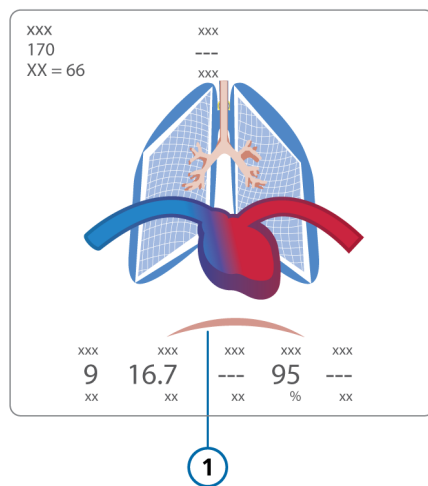 xxx
170
XX = 66
xxx
---
xxx
xxx xxx xxx xxx xxx
9 16.7 --- 95 ---
xx xx xx % xx
1